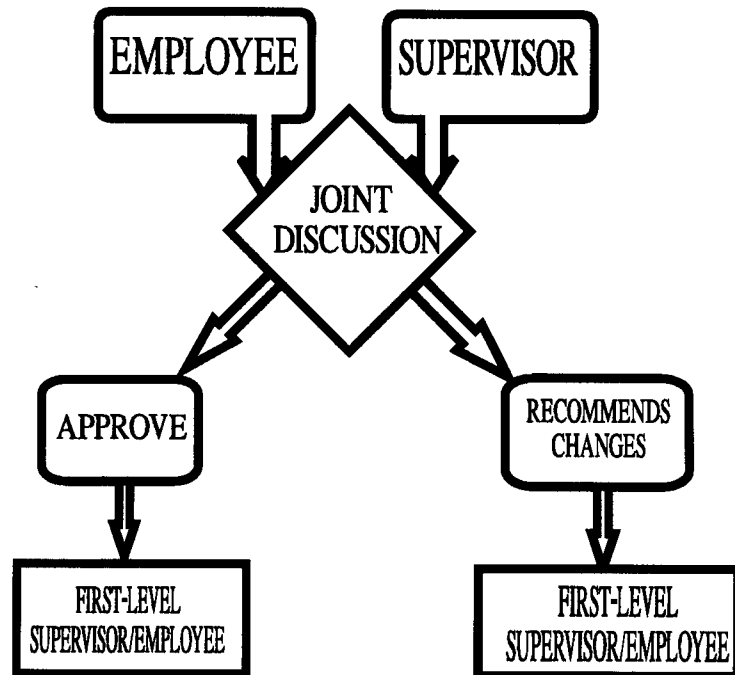 EMPLOYEE
SUPERVISOR
JOINT
DISCUSSION
APPROVE
RECOMMENDS
CHANGES
FIRST-LEVEL
SUPERVISOR/EMPLOYEE
FIRST-LEVEL
SUPERVISOR/EMPLOYEE